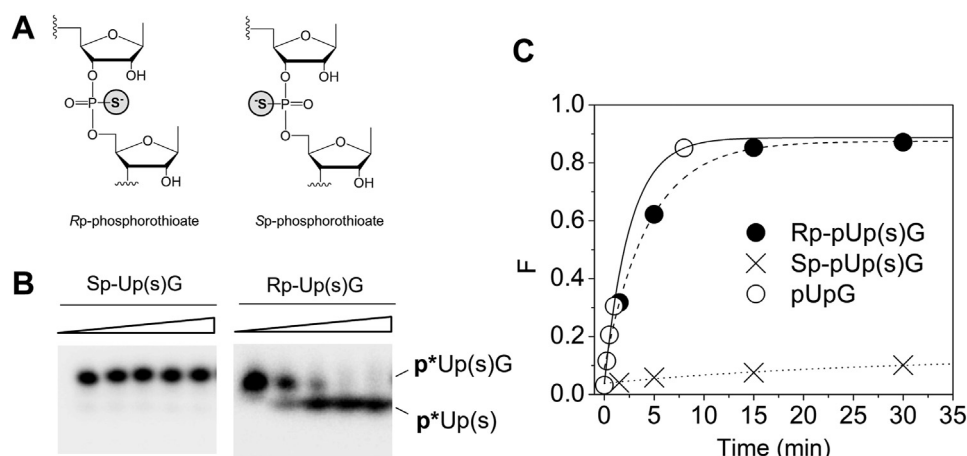 A
O
O
OH
O=P-S⁻
O
O
O
OH
Rp-phosphorothioate
O
O
OH
⁻S-P=O
O
O
O
OH
Sp-phosphorothioate
B
Sp-Up(s)G
Rp-Up(s)G
p*Up(s)G
p*Up(s)
C
1.0
0.8
0.6
0.4
0.2
0.0
F
Rp-pUp(s)G
Sp-pUp(s)G
pUpG
0 5 10 15 20 25 30 35
Time (min)